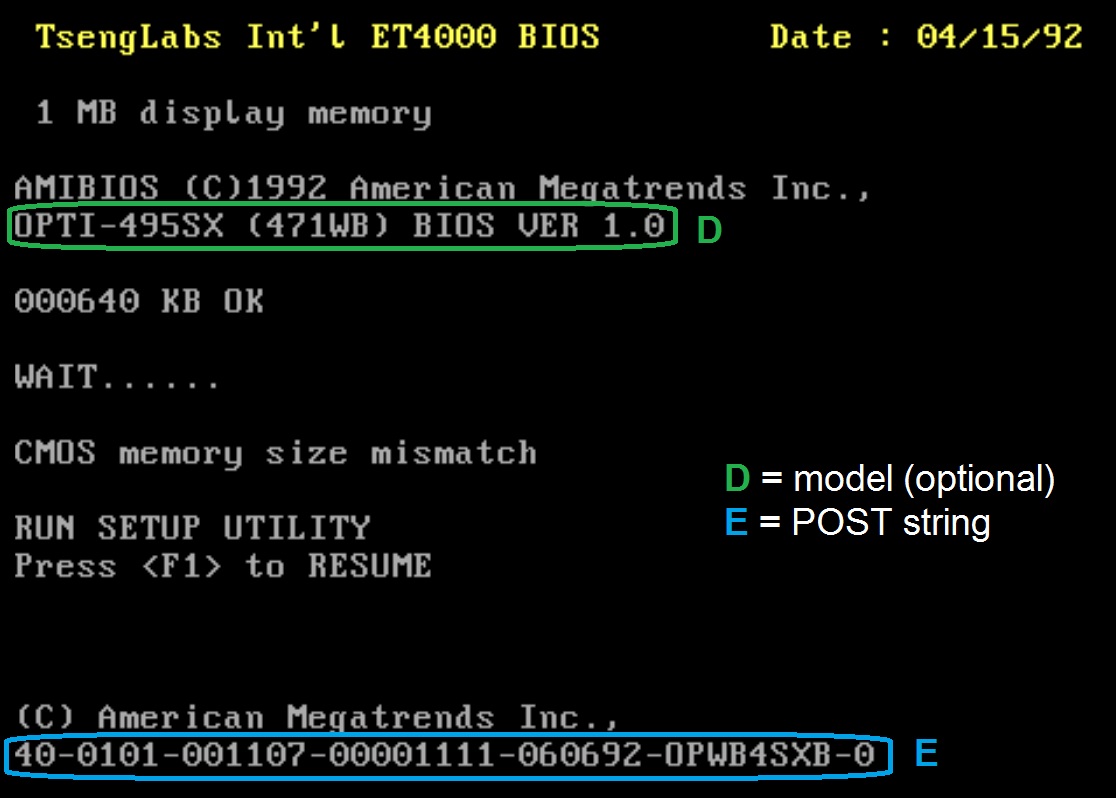 TsengLabs Int'l ET4000 BIOS Date : 04/15/92
1 MB display memory
AMIBIOS (C)1992 American Megatrends Inc.,
OPTI-495SX (471WB) BIOS VER 1.0 D
000640 KB OK
WAIT......
CMOS memory size mismatch
D = model (optional)
E = POST string
RUN SETUP UTILITY
Press <F1> to RESUME
(C) American Megatrends Inc.,
40-0101-001107-00001111-060692-OPWB4SXB-0 E